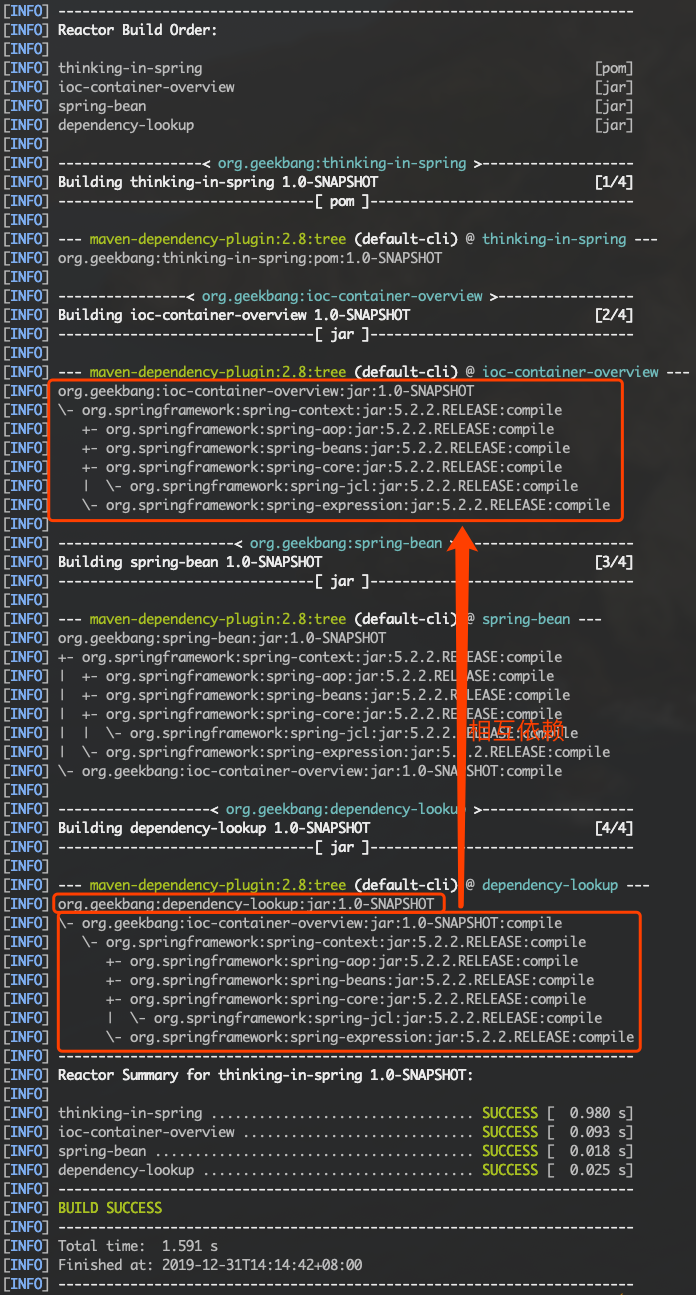 [INFO] ------------------------------------------------------------------------
[INFO] Reactor Build Order:
[INFO]
[INFO] thinking-in-spring                                                 [pom]
[INFO] ioc-container-overview                                             [jar]
[INFO] spring-bean                                                        [jar]
[INFO] dependency-lookup                                                  [jar]
[INFO]
[INFO] ------------------< org.geekbang:thinking-in-spring >-------------------
[INFO] Building thinking-in-spring 1.0-SNAPSHOT                           [1/4]
[INFO] --------------------------------[ pom ]---------------------------------
[INFO]
[INFO] --- maven-dependency-plugin:2.8:tree (default-cli) @ thinking-in-spring ---
[INFO] org.geekbang:thinking-in-spring:pom:1.0-SNAPSHOT
[INFO]
[INFO] ----------------< org.geekbang:ioc-container-overview >-----------------
[INFO] Building ioc-container-overview 1.0-SNAPSHOT                       [2/4]
[INFO] --------------------------------[ jar ]---------------------------------
[INFO]
[INFO] --- maven-dependency-plugin:2.8:tree (default-cli) @ ioc-container-overview ---
[INFO] org.geekbang:ioc-container-overview:jar:1.0-SNAPSHOT
[INFO] \- org.springframework:spring-context:jar:5.2.2.RELEASE:compile
[INFO]    +- org.springframework:spring-aop:jar:5.2.2.RELEASE:compile
[INFO]    +- org.springframework:spring-beans:jar:5.2.2.RELEASE:compile
[INFO]    +- org.springframework:spring-core:jar:5.2.2.RELEASE:compile
[INFO]    |  \- org.springframework:spring-jcl:jar:5.2.2.RELEASE:compile
[INFO]    \- org.springframework:spring-expression:jar:5.2.2.RELEASE:compile
[INFO]
[INFO] ----------------------< org.geekbang:spring-bean >----------------------
[INFO] Building spring-bean 1.0-SNAPSHOT                                  [3/4]
[INFO] --------------------------------[ jar ]---------------------------------
[INFO]
[INFO] --- maven-dependency-plugin:2.8:tree (default-cli) @ spring-bean ---
[INFO] org.geekbang:spring-bean:jar:1.0-SNAPSHOT
[INFO] +- org.springframework:spring-context:jar:5.2.2.RELEASE:compile
[INFO] |  +- org.springframework:spring-aop:jar:5.2.2.RELEASE:compile
[INFO] |  +- org.springframework:spring-beans:jar:5.2.2.RELEASE:compile
[INFO] |  +- org.springframework:spring-core:jar:5.2.2.RELEASE:compile
[INFO] |  |  \- org.springframework:spring-jcl:jar:5.2.2.RELEASE:compile
相互依赖
[INFO] |  \- org.springframework:spring-expression:jar:5.2.2.RELEASE:compile
[INFO] \- org.geekbang:ioc-container-overview:jar:1.0-SNAPSHOT:compile
[INFO]
[INFO] -------------------< org.geekbang:dependency-lookup >-------------------
[INFO] Building dependency-lookup 1.0-SNAPSHOT                            [4/4]
[INFO] --------------------------------[ jar ]---------------------------------
[INFO]
[INFO] --- maven-dependency-plugin:2.8:tree (default-cli) @ dependency-lookup ---
[INFO] org.geekbang:dependency-lookup:jar:1.0-SNAPSHOT
[INFO] \- org.geekbang:ioc-container-overview:jar:1.0-SNAPSHOT:compile
[INFO]    \- org.springframework:spring-context:jar:5.2.2.RELEASE:compile
[INFO]       +- org.springframework:spring-aop:jar:5.2.2.RELEASE:compile
[INFO]       +- org.springframework:spring-beans:jar:5.2.2.RELEASE:compile
[INFO]       +- org.springframework:spring-core:jar:5.2.2.RELEASE:compile
[INFO]       |  \- org.springframework:spring-jcl:jar:5.2.2.RELEASE:compile
[INFO]       \- org.springframework:spring-expression:jar:5.2.2.RELEASE:compile
[INFO] ------------------------------------------------------------------------
[INFO] Reactor Summary for thinking-in-spring 1.0-SNAPSHOT:
[INFO]
[INFO] thinking-in-spring ................................. SUCCESS [  0.980 s]
[INFO] ioc-container-overview ............................. SUCCESS [  0.093 s]
[INFO] spring-bean ........................................ SUCCESS [  0.018 s]
[INFO] dependency-lookup .................................. SUCCESS [  0.025 s]
[INFO] ------------------------------------------------------------------------
[INFO] BUILD SUCCESS
[INFO] ------------------------------------------------------------------------
[INFO] Total time:  1.591 s
[INFO] Finished at: 2019-12-31T14:14:42+08:00
[INFO] ------------------------------------------------------------------------